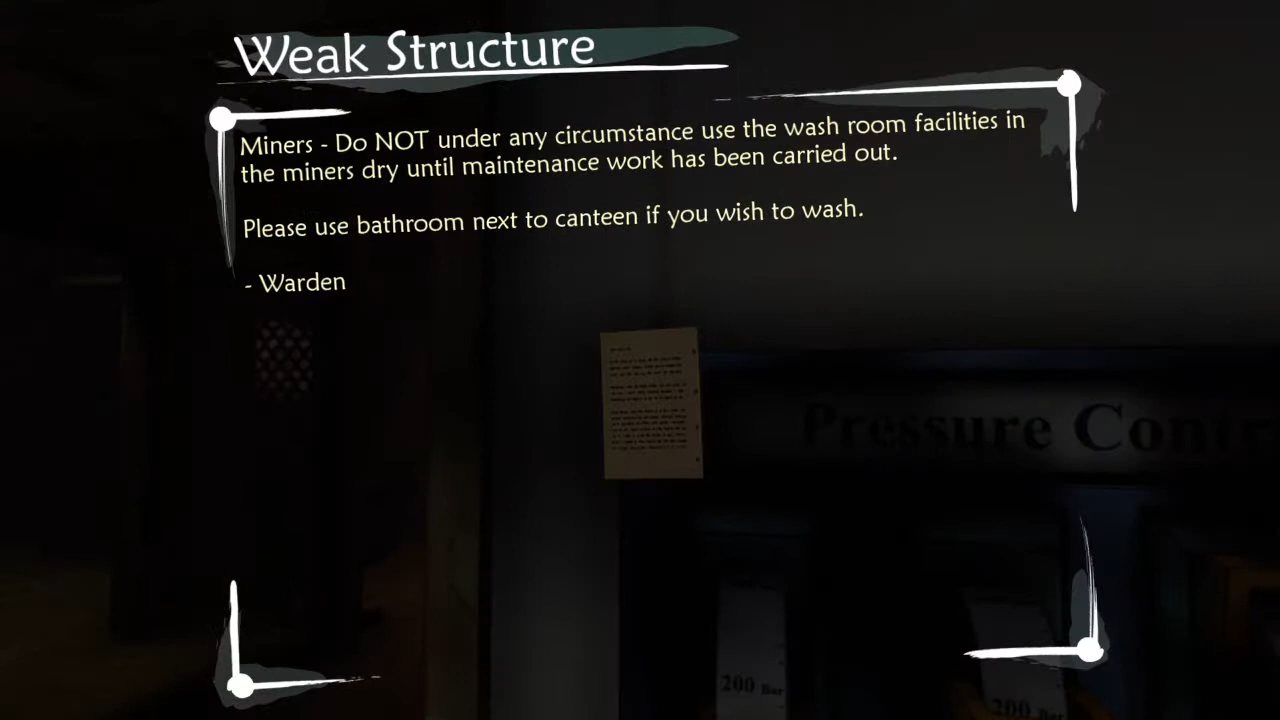 Weak Structure
Miners - Do NOT under any circumstance use the wash room facilities in
the miners dry until maintenance work has been carried out.
Please use bathroom next to canteen if you wish to wash.
- Warden
Pressure
200 Bar
200 Bar